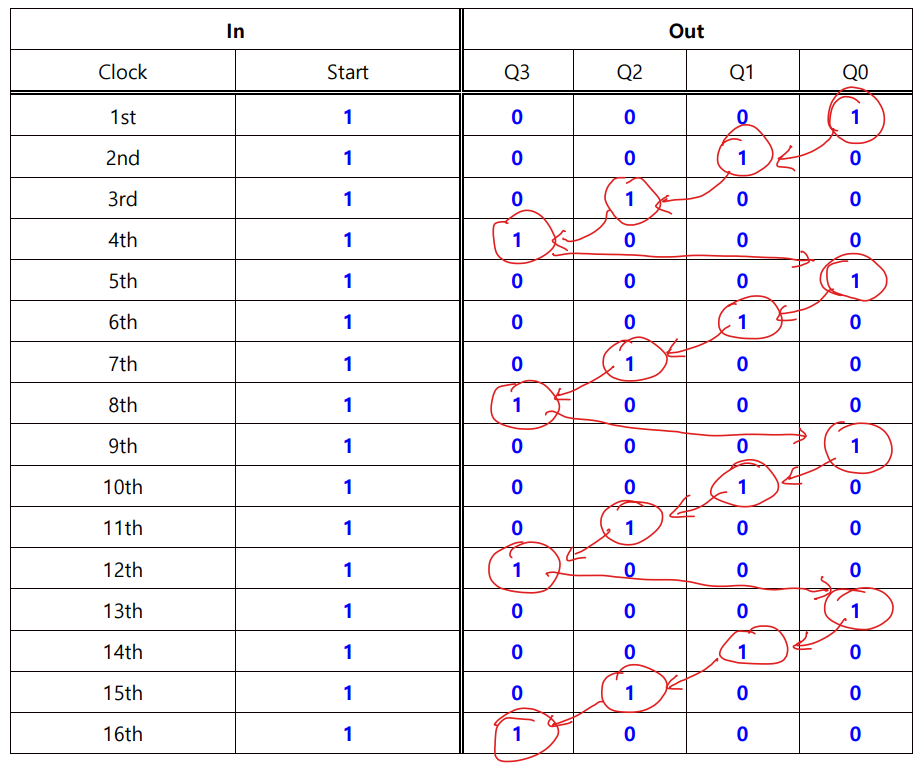 In Out
Clock Start Q3 Q2 Q1 Q0
1st 1 0 0 0 1
2nd 1 0 0 1 0
3rd 1 0 1 0 0
4th 1 1 0 0 0
5th 1 0 0 0 1
6th 1 0 0 1 0
7th 1 0 1 0 0
8th 1 1 0 0 0
9th 1 0 0 0 1
10th 1 0 0 1 0
11th 1 0 1 0 0
12th 1 1 0 0 0
13th 1 0 0 0 1
14th 1 0 0 1 0
15th 1 0 1 0 0
16th 1 1 0 0 0